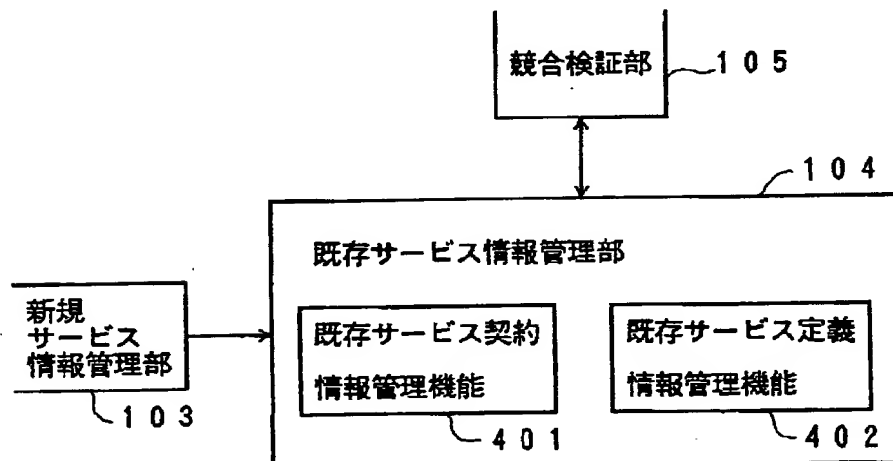 競合検証部
105
104
既存サービス情報管理部
新規
サービス
情報管理部
103
既存サービス契約
情報管理機能
401
既存サービス定義
情報管理機能
402